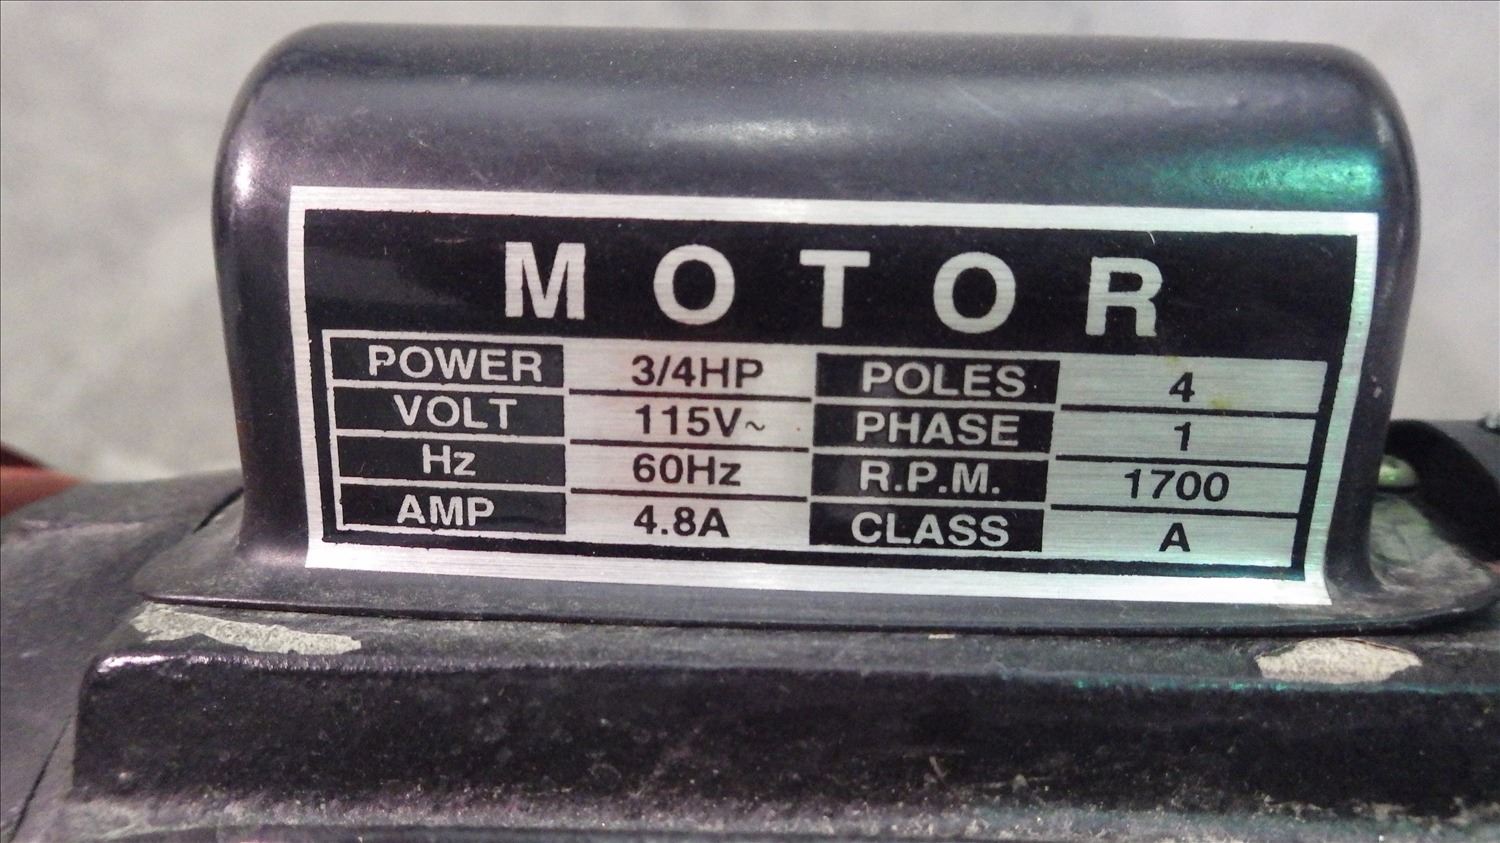 MOTOR
POWER 3/4HP POLES 4
VOLT 115V~ PHASE 1
Hz 60Hz R.P.M. 1700
AMP 4.8A CLASS A